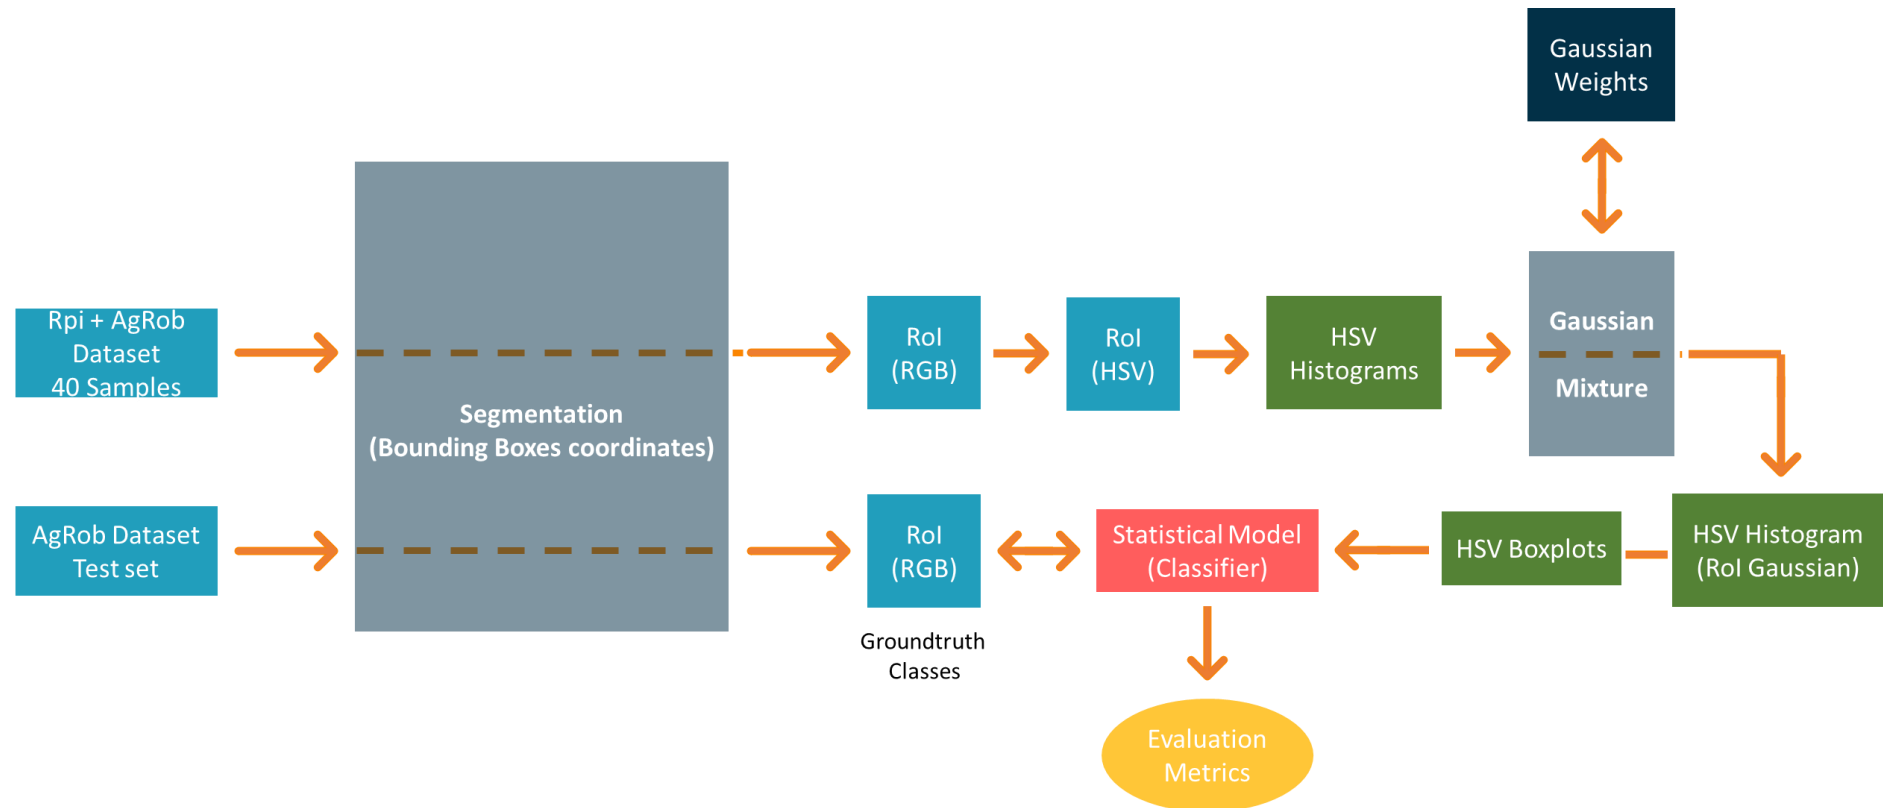 Gaussian
Weights
Rpi + AgRob
Dataset
40 Samples
RoI
(RGB)
RoI
(HSV)
HSV
Histograms
Gaussian
Mixture
Segmentation
(Bounding Boxes coordinates)
AgRob Dataset
Test set
RoI
(RGB)
Groundtruth
Classes
Statistical Model
(Classifier)
HSV Boxplots
HSV Histogram
(RoI Gaussian)
Evaluation
Metrics